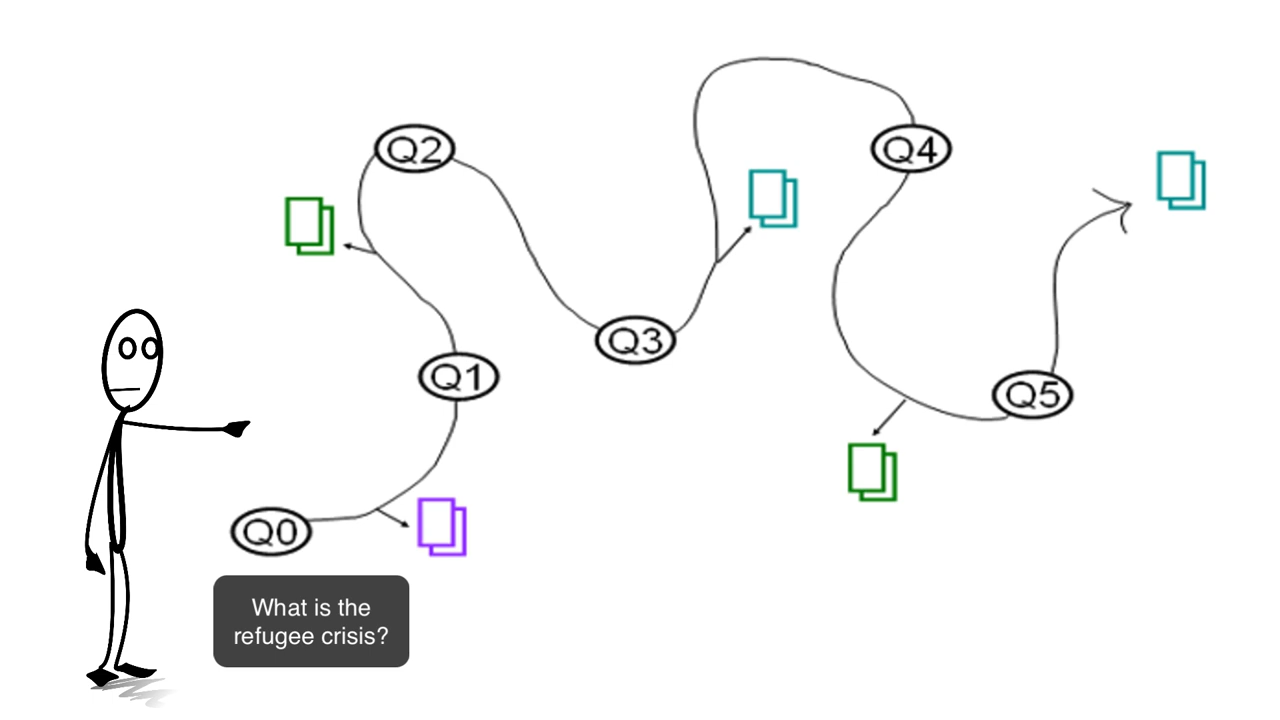 Q2
Q4
Q3
Q1
Q5
Q0
What is the
refugee crisis?